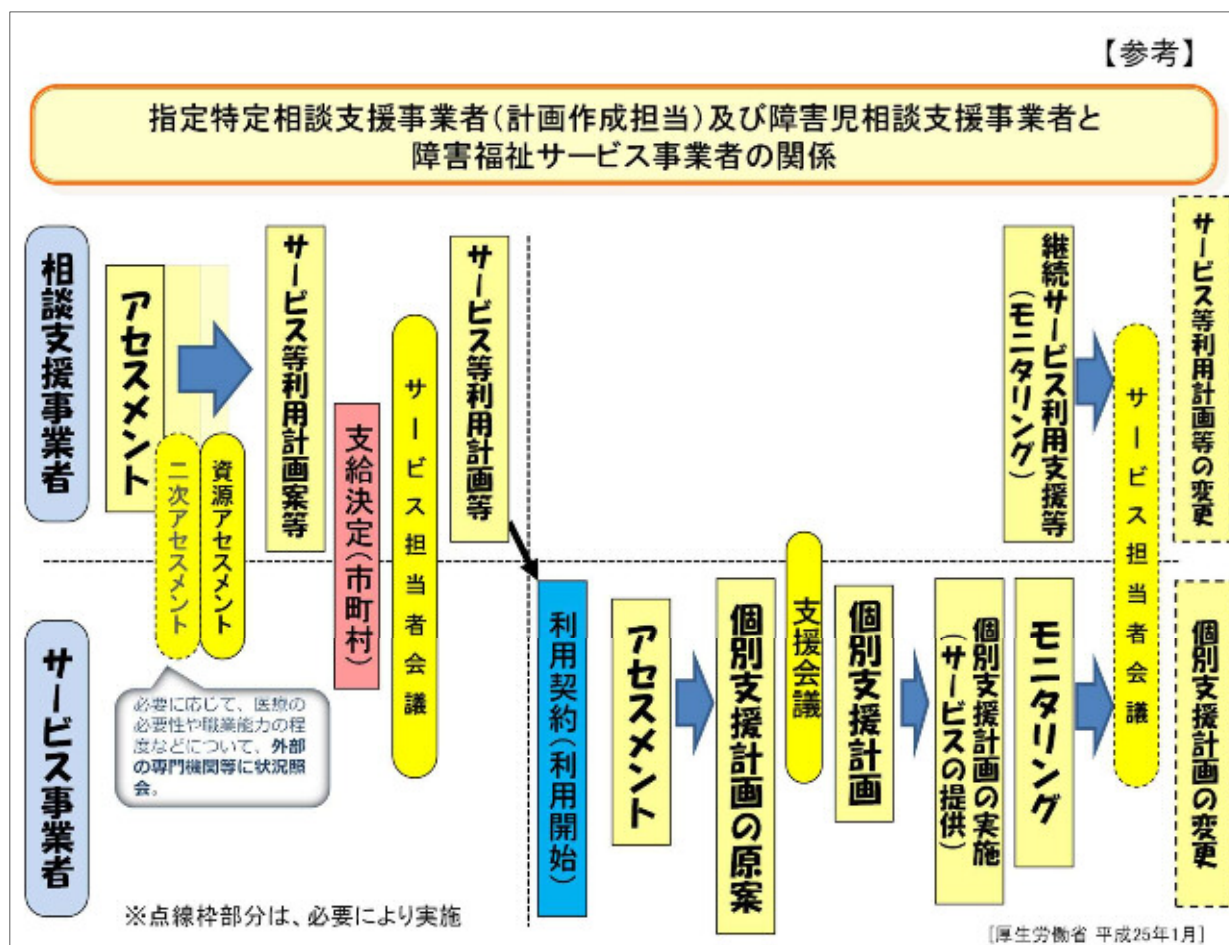 【参考】
指定特定相談支援事業者(計画作成担当)及び障害児相談支援事業者と
障害福祉サービス事業者の関係
相談支援事業者
アセスメント
二次アセスメント
資源アセスメント
サービス等利用計画案等
支給決定(市町村)
サービス担当者会議
サービス等利用計画等
継続サービス利用支援等
(モニタリング)
サービス担当者会議
サービス等利用計画等の変更
サービス事業者
必要に応じて、医療の
必要性や職業能力の程
度などについて、外部
の専門機関等に状況照
会。
利用契約(利用開始)
アセスメント
個別支援計画の原案
支援会議
個別支援計画
個別支援計画の実施
(サービスの提供)
モニタリング
個別支援計画の変更
※点線枠部分は、必要により実施
[厚生労働省 平成25年1月]